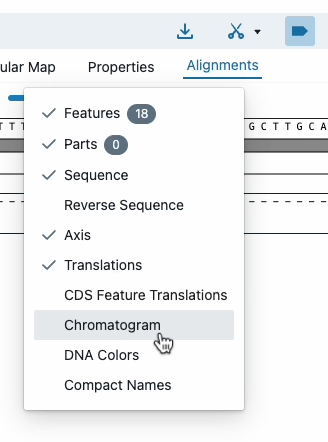 ular Map Properties Alignments
T T T
G C T T G C A
Features 18
Parts 0
Sequence
Reverse Sequence
Axis
Translations
CDS Feature Translations
Chromatogram
DNA Colors
Compact Names